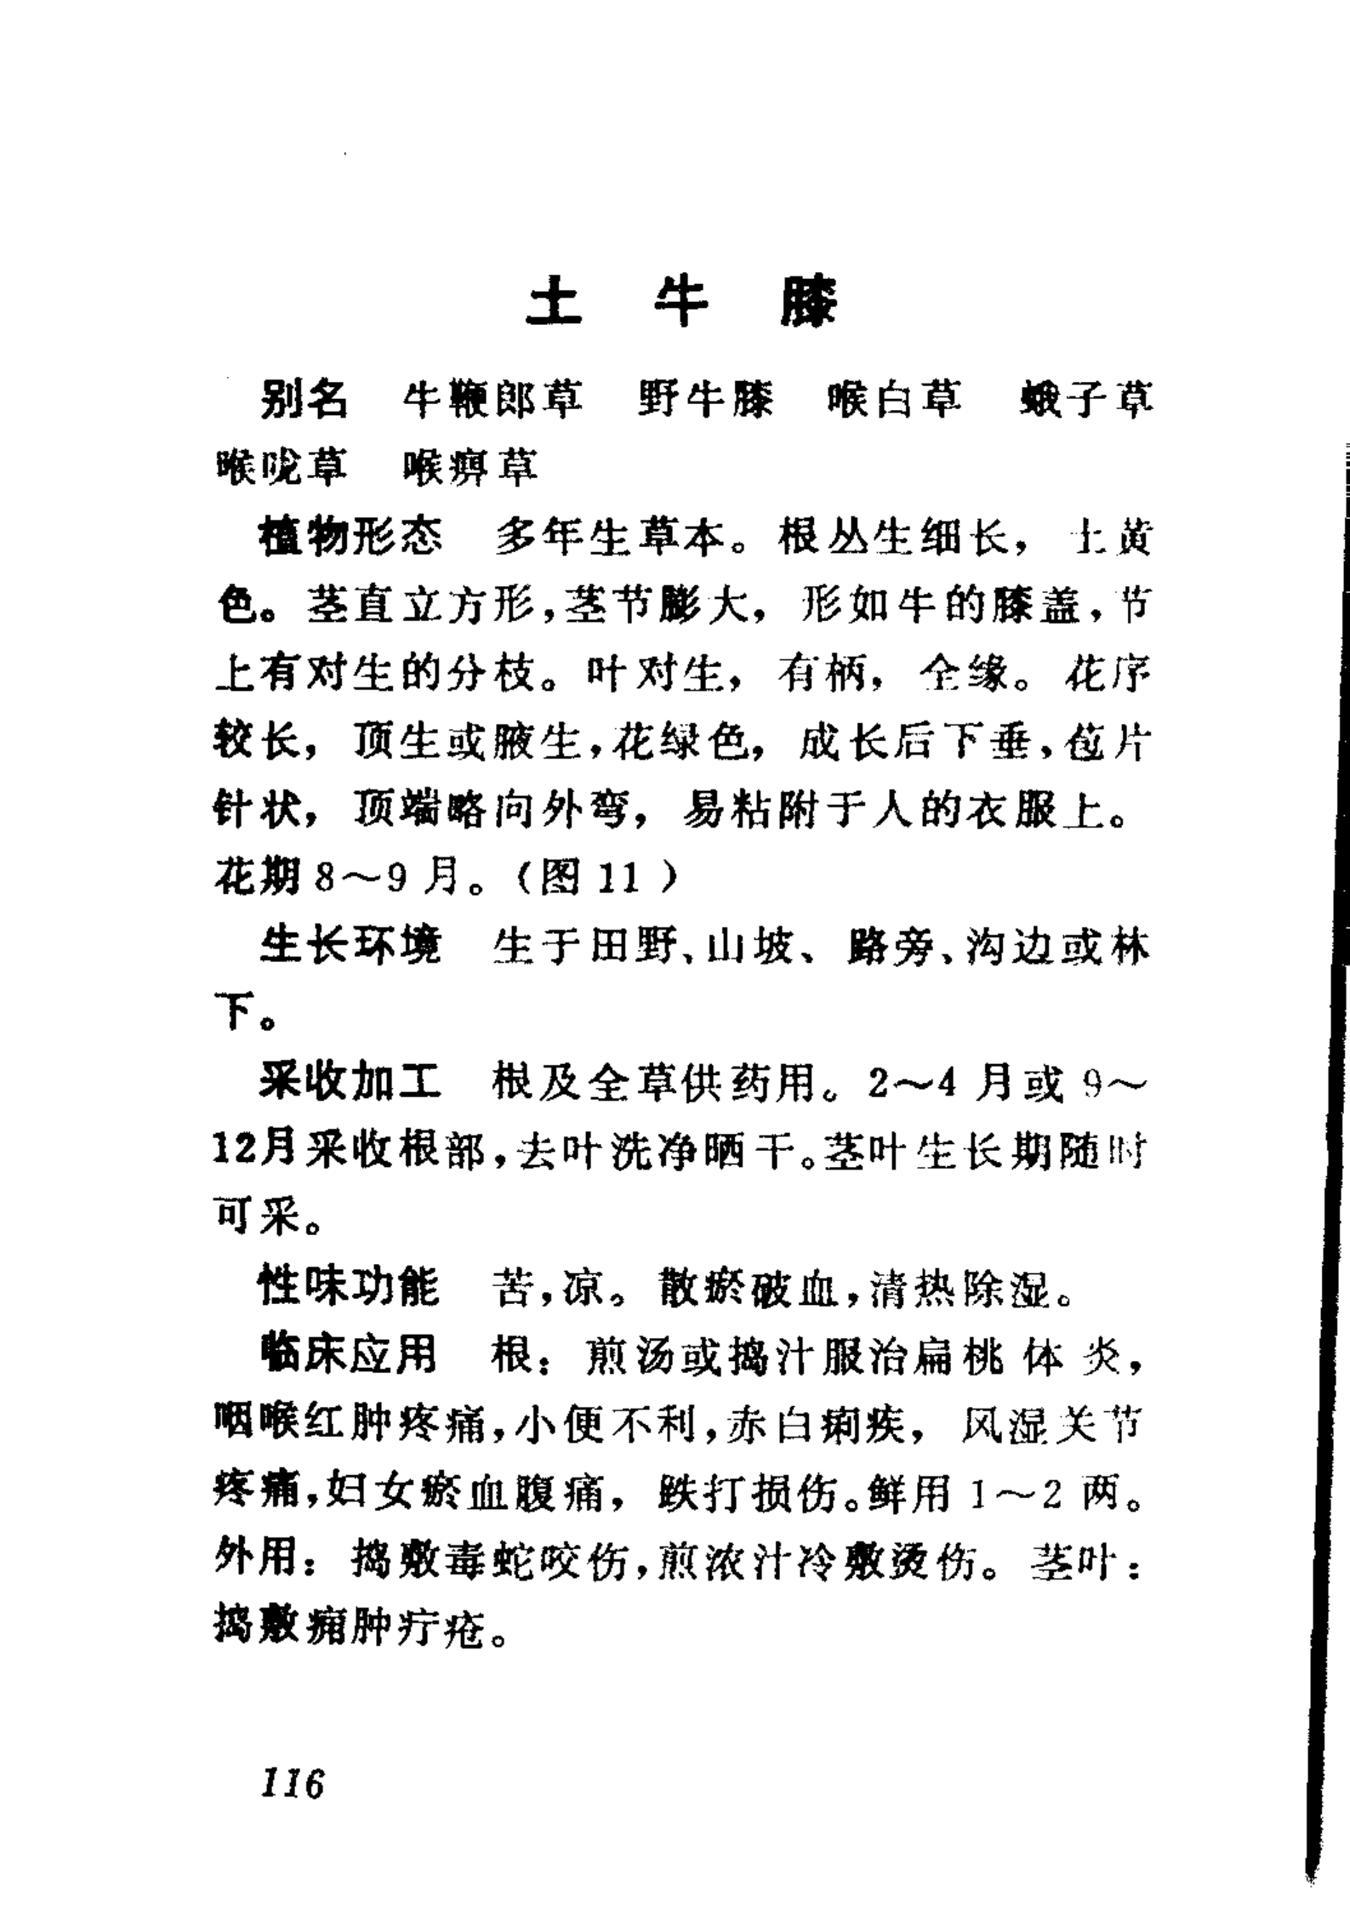 土牛膝
别名 牛鞭郎草 野牛膝 喉白草 蛾子草
喉咙草 喉痹草
植物形态 多年生草本。根丛生细长，土黄
色。茎直立方形，茎节膨大，形如牛的膝盖，节
上有对生的分枝。叶对生，有柄，全缘。花序
较长，顶生或腋生，花绿色，成长后下垂，苞片
针状，顶端略向外弯，易粘附于人的衣服上。
花期8～9月。（图11）
生长环境 生于田野、山坡、路旁、沟边或林
下。
采收加工 根及全草供药用。2～4月或9～
12月采收根部，去叶洗净晒干。茎叶生长期随时
可采。
性味功能 苦，凉。散瘀破血，清热除湿。
临床应用 根：煎汤或捣汁服治扁桃体炎，
咽喉红肿疼痛，小便不利，赤白痢疾，风湿关节
疼痛，妇女瘀血腹痛，跌打损伤。鲜用1～2两。
外用：捣敷毒蛇咬伤，煎浓汁冷敷烫伤。茎叶：
捣敷痈肿疔疮。
116